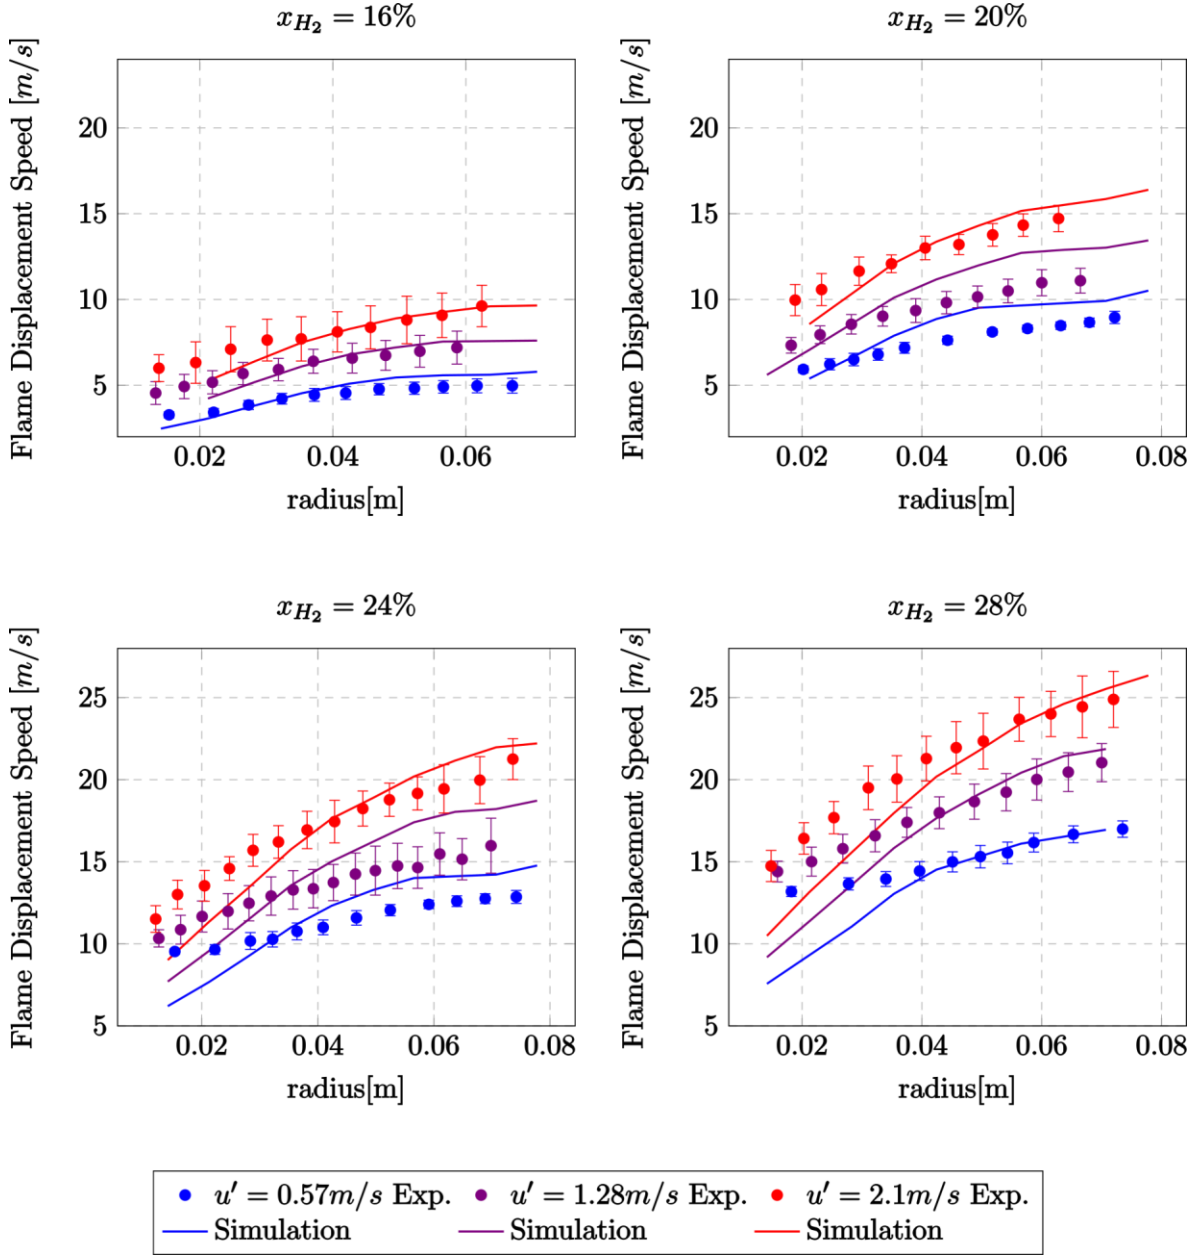 x_{H_2} = 16%
Flame Displacement Speed [m/s]
20
15
10
5
0.02 0.04 0.06
radius[m]
x_{H_2} = 20%
Flame Displacement Speed [m/s]
20
15
10
5
0.02 0.04 0.06 0.08
radius[m]
x_{H_2} = 24%
Flame Displacement Speed [m/s]
25
20
15
10
5
0.02 0.04 0.06 0.08
radius[m]
x_{H_2} = 28%
Flame Displacement Speed [m/s]
25
20
15
10
5
0.02 0.04 0.06 0.08
radius[m]
u′ = 0.57m/s Exp. u′ = 1.28m/s Exp. u′ = 2.1m/s Exp.
Simulation Simulation Simulation